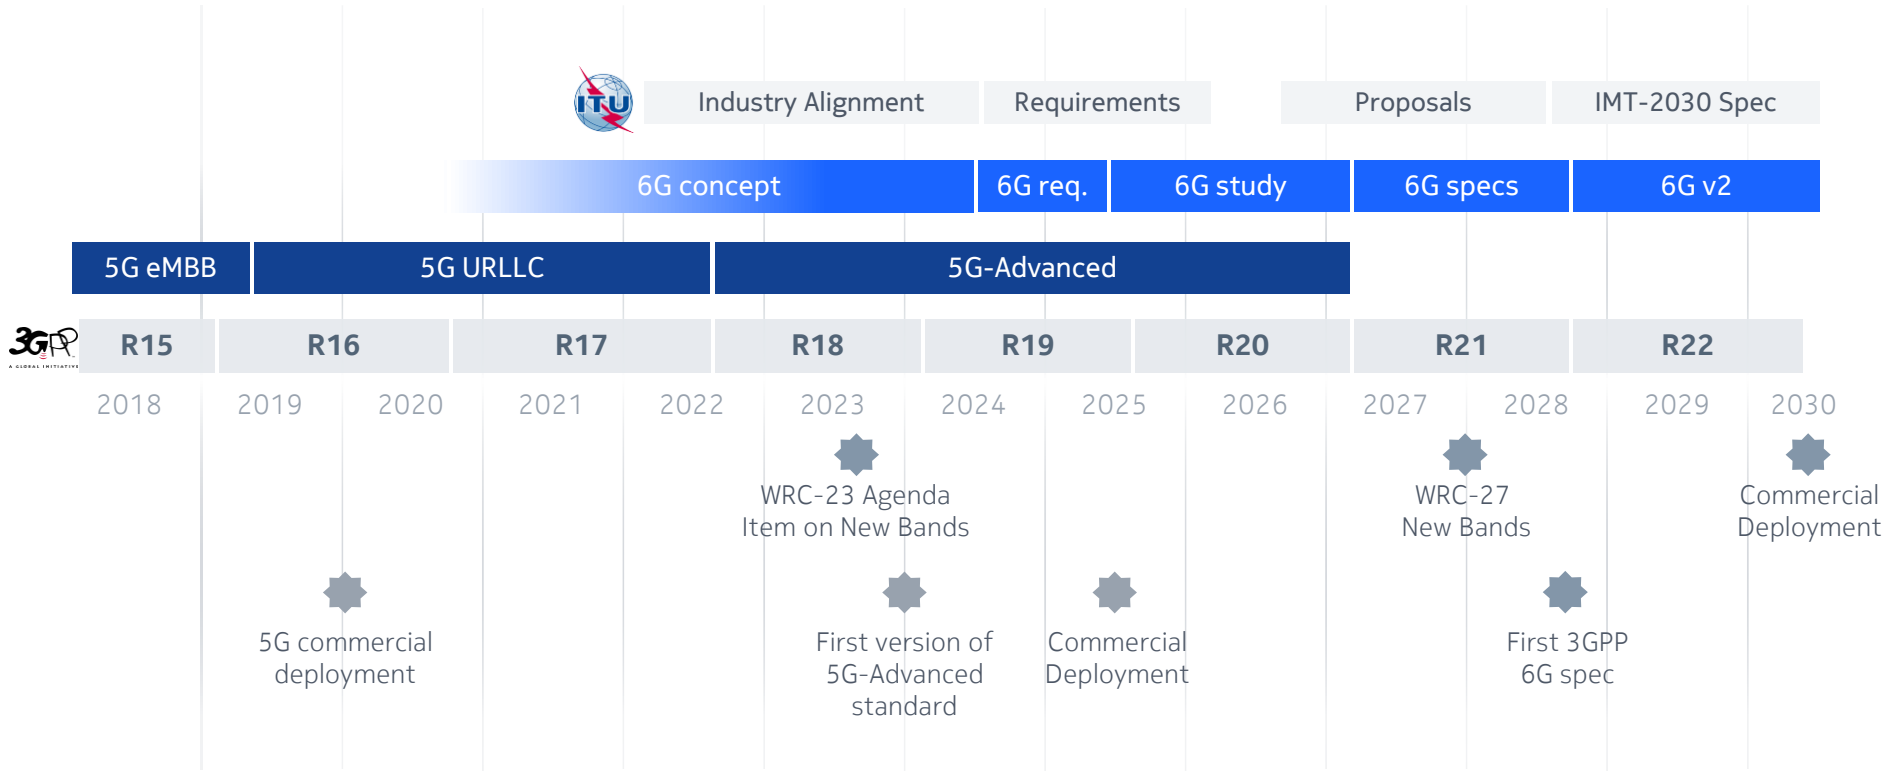 ITU
Industry Alignment
Requirements
Proposals
IMT-2030 Spec
6G concept
6G req.
6G study
6G specs
6G v2
5G eMBB
5G URLLC
5G-Advanced
3GPP
A GLOBAL INITIATIVE
R15
R16
R17
R18
R19
R20
R21
R22
2018
2019
2020
2021
2022
2023
2024
2025
2026
2027
2028
2029
2030
WRC-23 Agenda
Item on New Bands
WRC-27
New Bands
Commercial
Deployment
5G commercial
deployment
First version of
5G-Advanced
standard
Commercial
Deployment
First 3GPP
6G spec